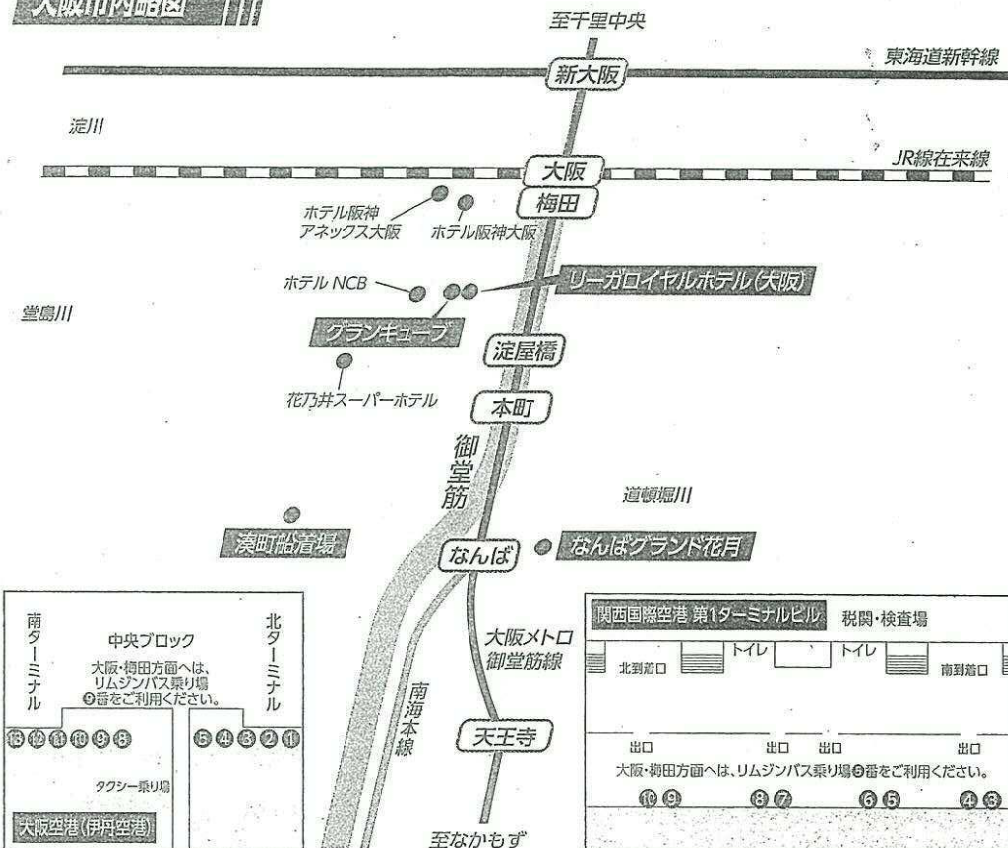 大阪市内略図
至千里中央
東海道新幹線
新大阪
淀川
JR線在来線
大阪
梅田
ホテル阪神
アネックス大阪
ホテル阪神大阪
ホテル NCB
リーガロイヤルホテル(大阪)
堂島川
グランキューブ
淀屋橋
花乃井スーパーホテル
本町
御堂筋
道頓堀川
湊町船着場
なんば
なんばグランド花月
大阪メトロ
御堂筋線
南海本線
天王寺
至なかもず
南ターミナル
中央ブロック
北ターミナル
大阪・梅田方面へは、
リムジンバス乗り場
❾番をご利用ください。
⓭⓬⓫❿❾❽
❺❹❸❷❶
タクシー乗り場
大阪空港(伊丹空港)
関西国際空港 第1ターミナルビル
税関・検査場
北到着口
トイレ
トイレ
南到着口
出口
出口
出口
出口
大阪・梅田方面へは、リムジンバス乗り場❺番をご利用ください。
❿❾
❽❼
❻❺
❹❸